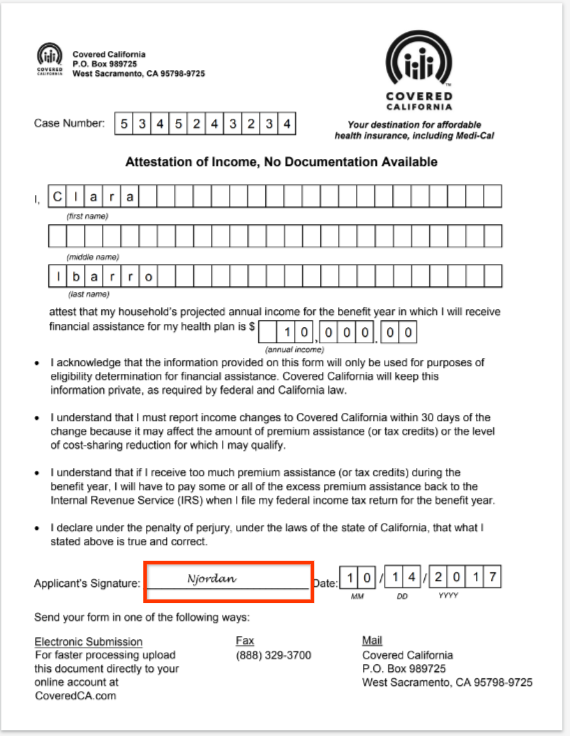 Covered California
P.O. Box 989725
West Sacramento, CA 95798-9725
COVERED
CALIFORNIA
COVERED
CALIFORNIA
Case Number: 5345243234
Your destination for affordable
health insurance, including Medi-Cal
Attestation of Income, No Documentation Available
I, Clara
(first name)
(middle name)
Ibarro
(last name)
attest that my household's projected annual income for the benefit year in which I will receive
financial assistance for my health plan is $ 10,000.00
(annual income)
• I acknowledge that the information provided on this form will only be used for purposes of
eligibility determination for financial assistance. Covered California will keep this
information private, as required by federal and California law.
• I understand that I must report income changes to Covered California within 30 days of the
change because it may affect the amount of premium assistance (or tax credits) or the level
of cost-sharing reduction for which I may qualify.
• I understand that if I receive too much premium assistance (or tax credits) during the
benefit year, I will have to pay some or all of the excess premium assistance back to the
Internal Revenue Service (IRS) when I file my federal income tax return for the benefit year.
• I declare under the penalty of perjury, under the laws of the state of California, that what I
stated above is true and correct.
Applicant's Signature: Njordan Date: 10/14/2017
MM DD YYYY
Send your form in one of the following ways:
Electronic Submission
For faster processing upload
this document directly to your
online account at
CoveredCA.com
Fax
(888) 329-3700
Mail
Covered California
P.O. Box 989725
West Sacramento, CA 95798-9725